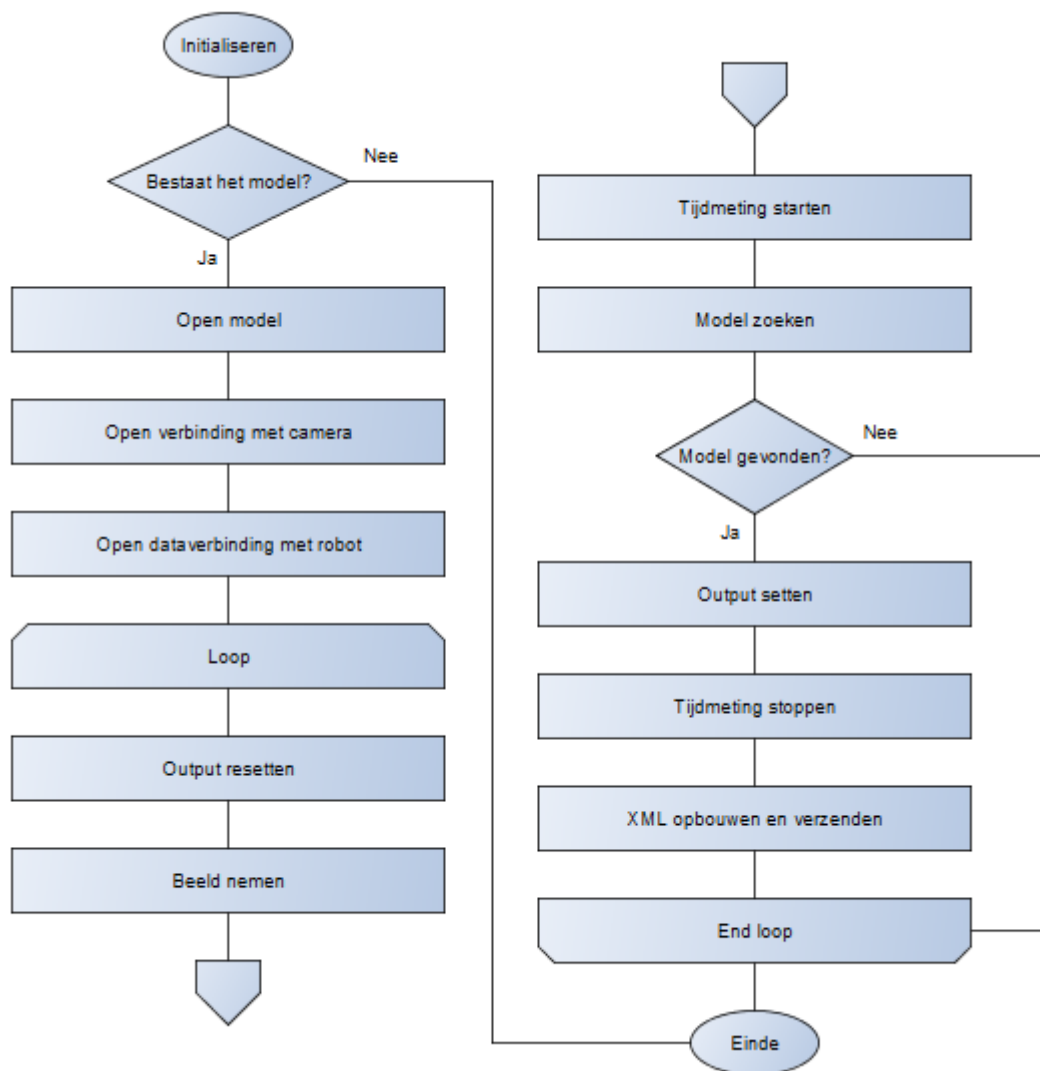 Initialiseren
Bestaat het model?
Nee
Ja
Open model
Open verbinding met camera
Open dataverbinding met robot
Loop
Output resetten
Beeld nemen
Tijdmeting starten
Model zoeken
Model gevonden?
Nee
Ja
Output setten
Tijdmeting stoppen
XML opbouwen en verzenden
End loop
Einde